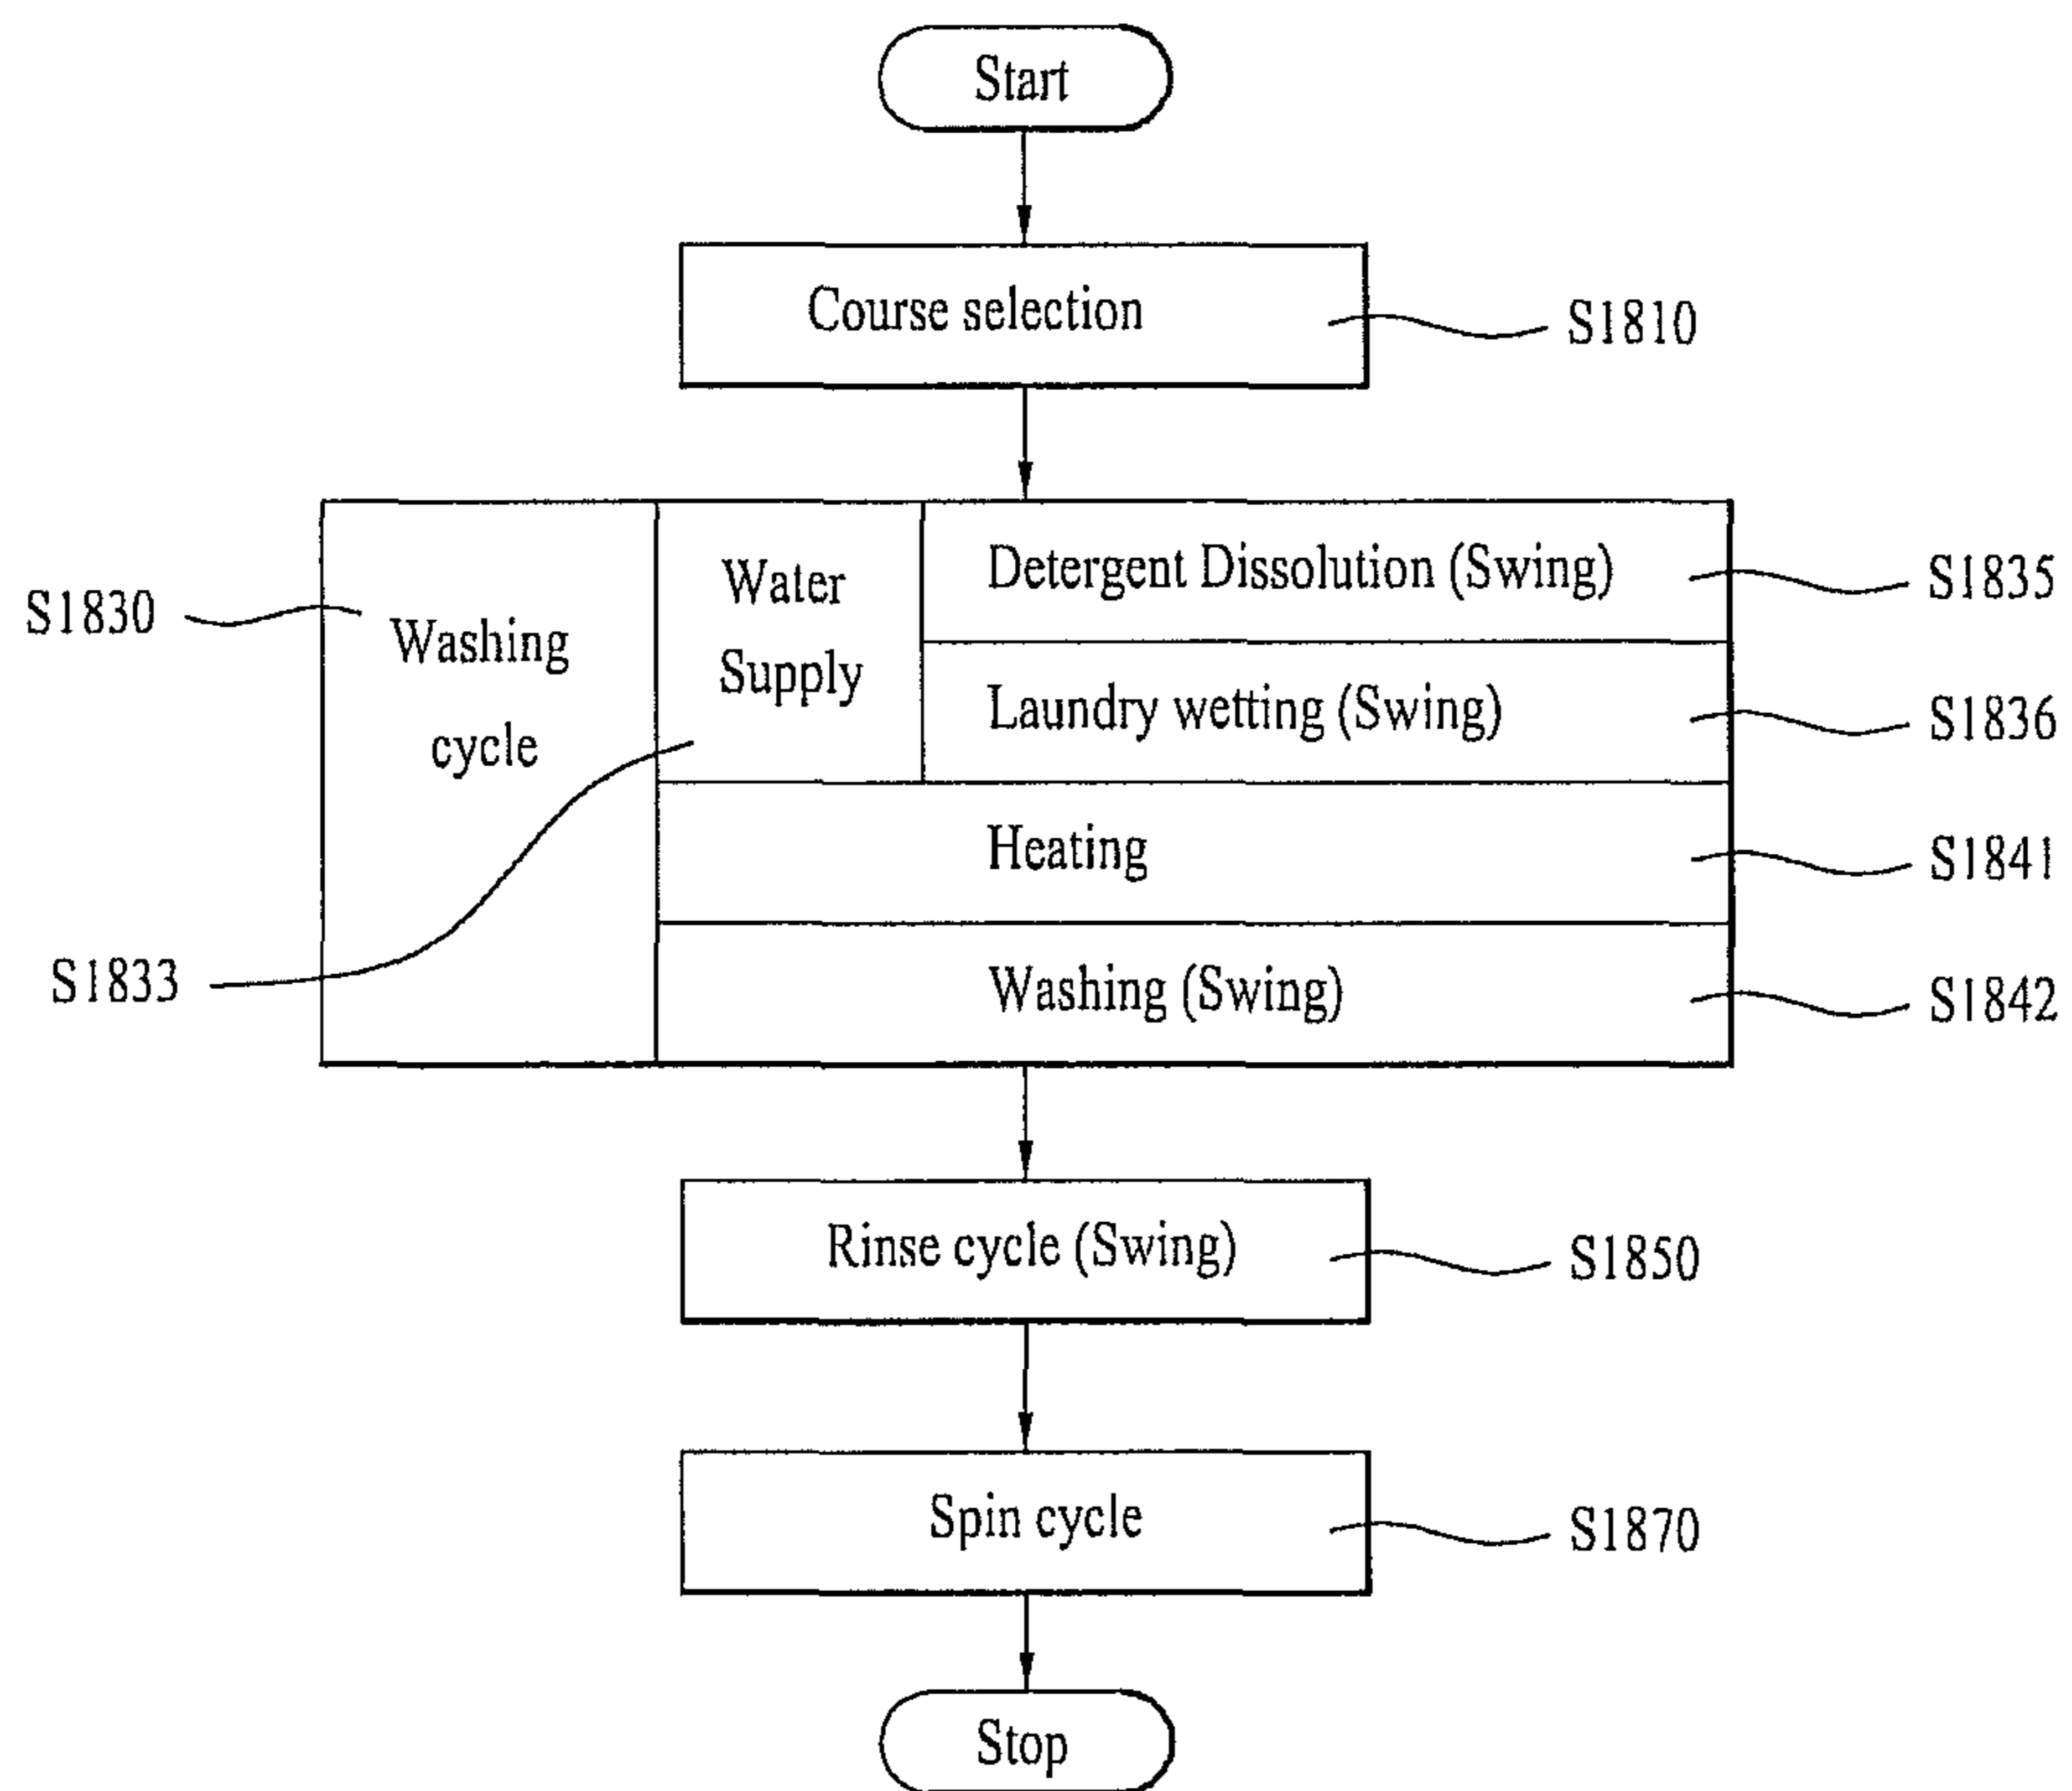 Start
Course selection
S1810
Detergent Dissolution (Swing)
S1835
Water
Supply
S1830
Washing
cycle
Laundry wetting (Swing)
S1836
Heating
S1841
S1833
Washing (Swing)
S1842
Rinse cycle (Swing)
S1850
Spin cycle
S1870
Stop